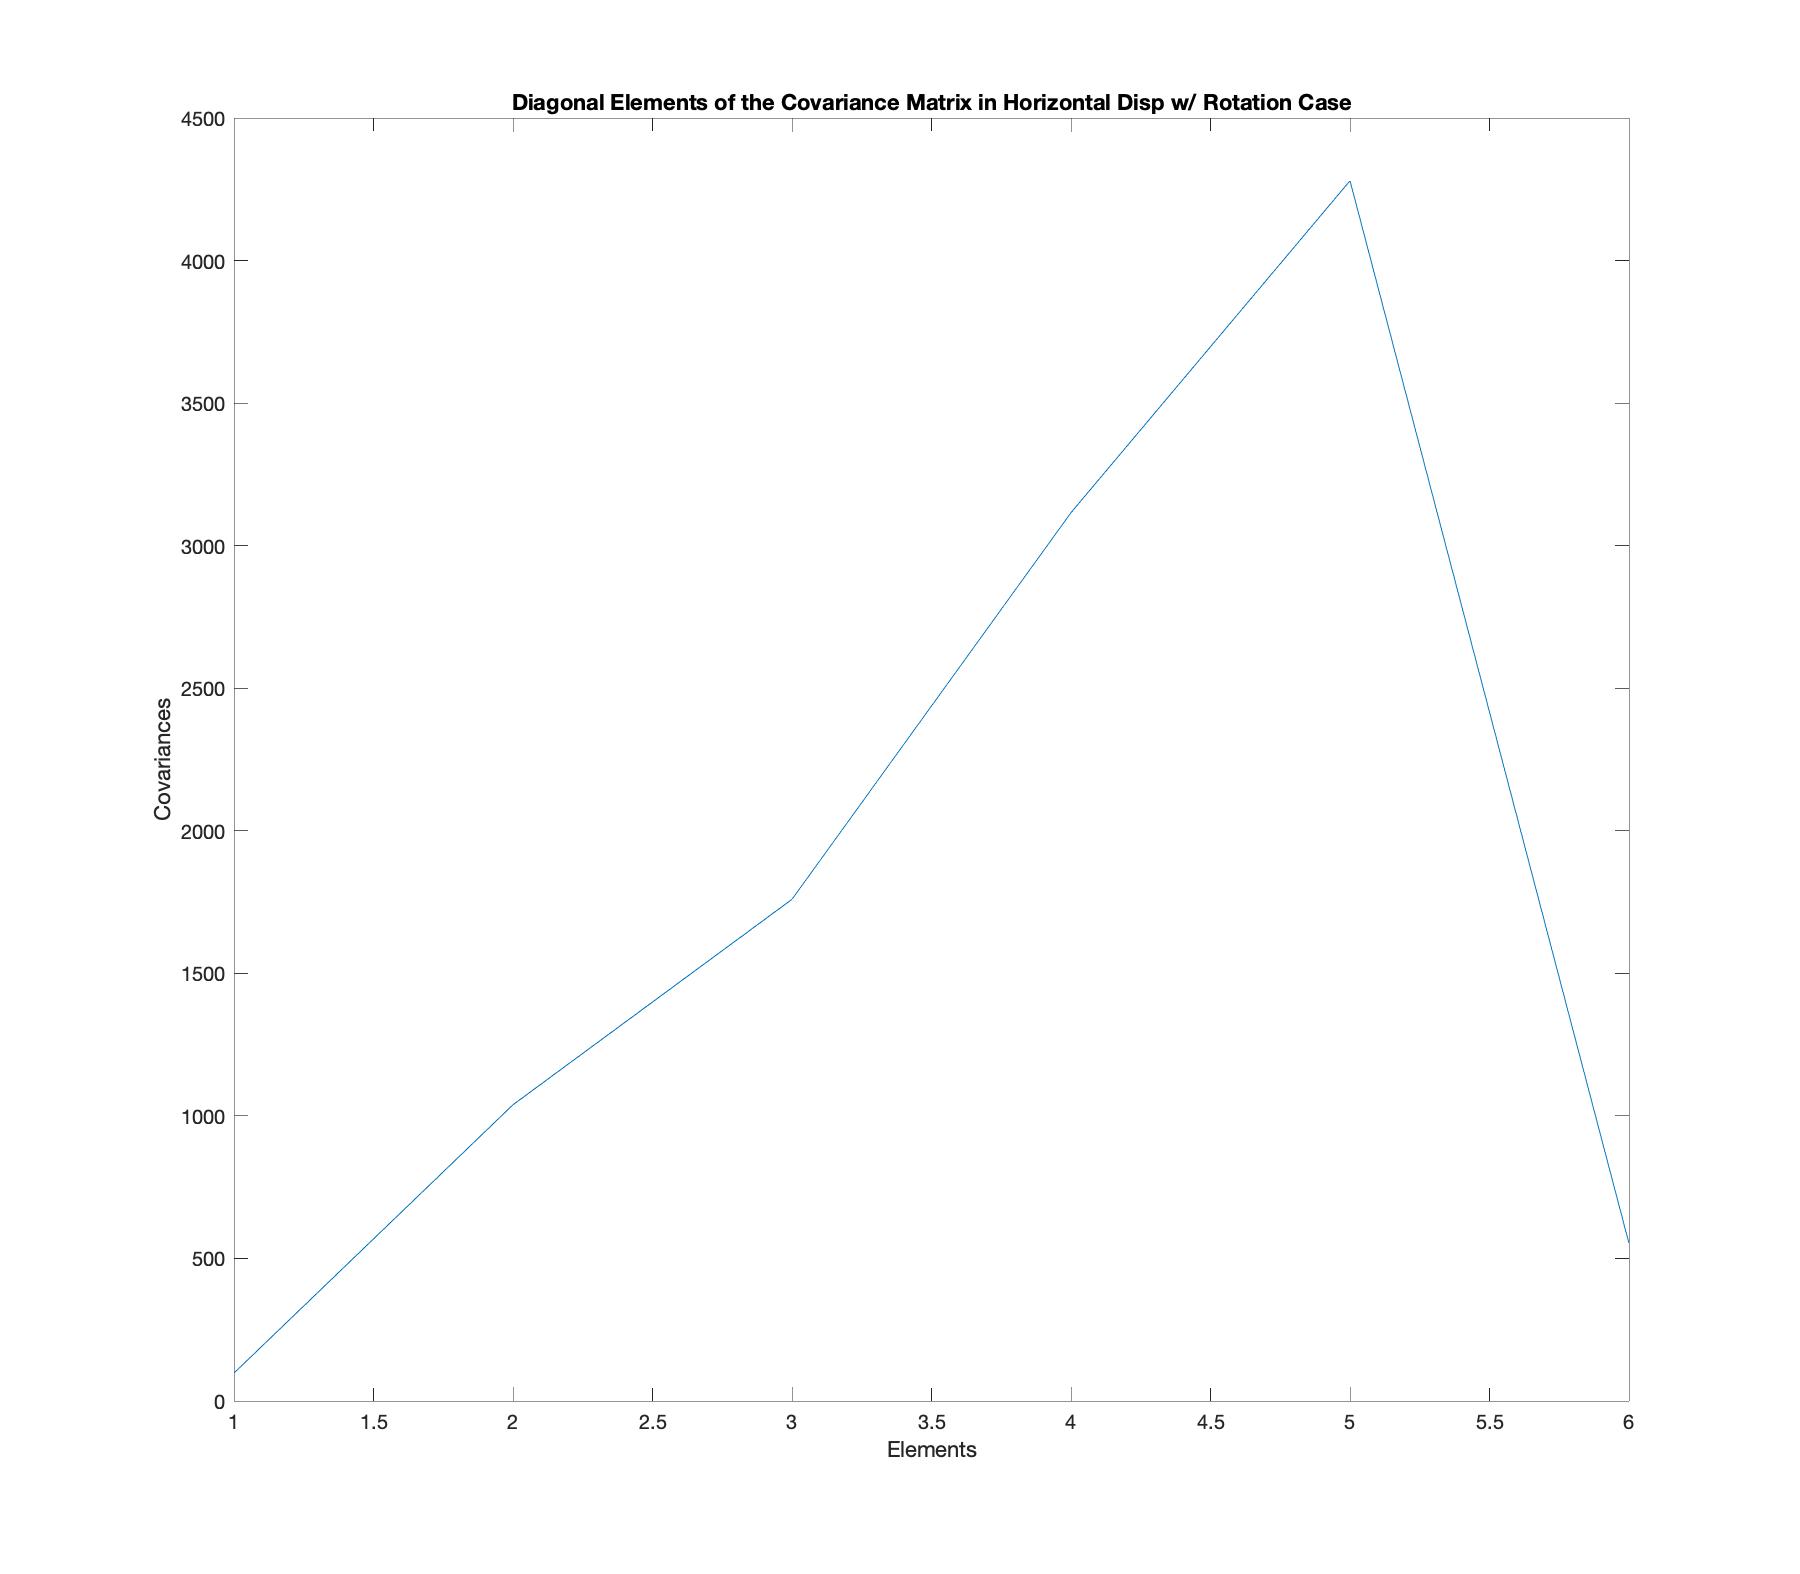 Diagonal Elements of the Covariance Matrix in Horizontal Disp w/ Rotation Case
4500
4000
3500
3000
2500
2000
1500
1000
500
0
Covariances
1 1.5 2 2.5 3 3.5 4 4.5 5 5.5 6
Elements